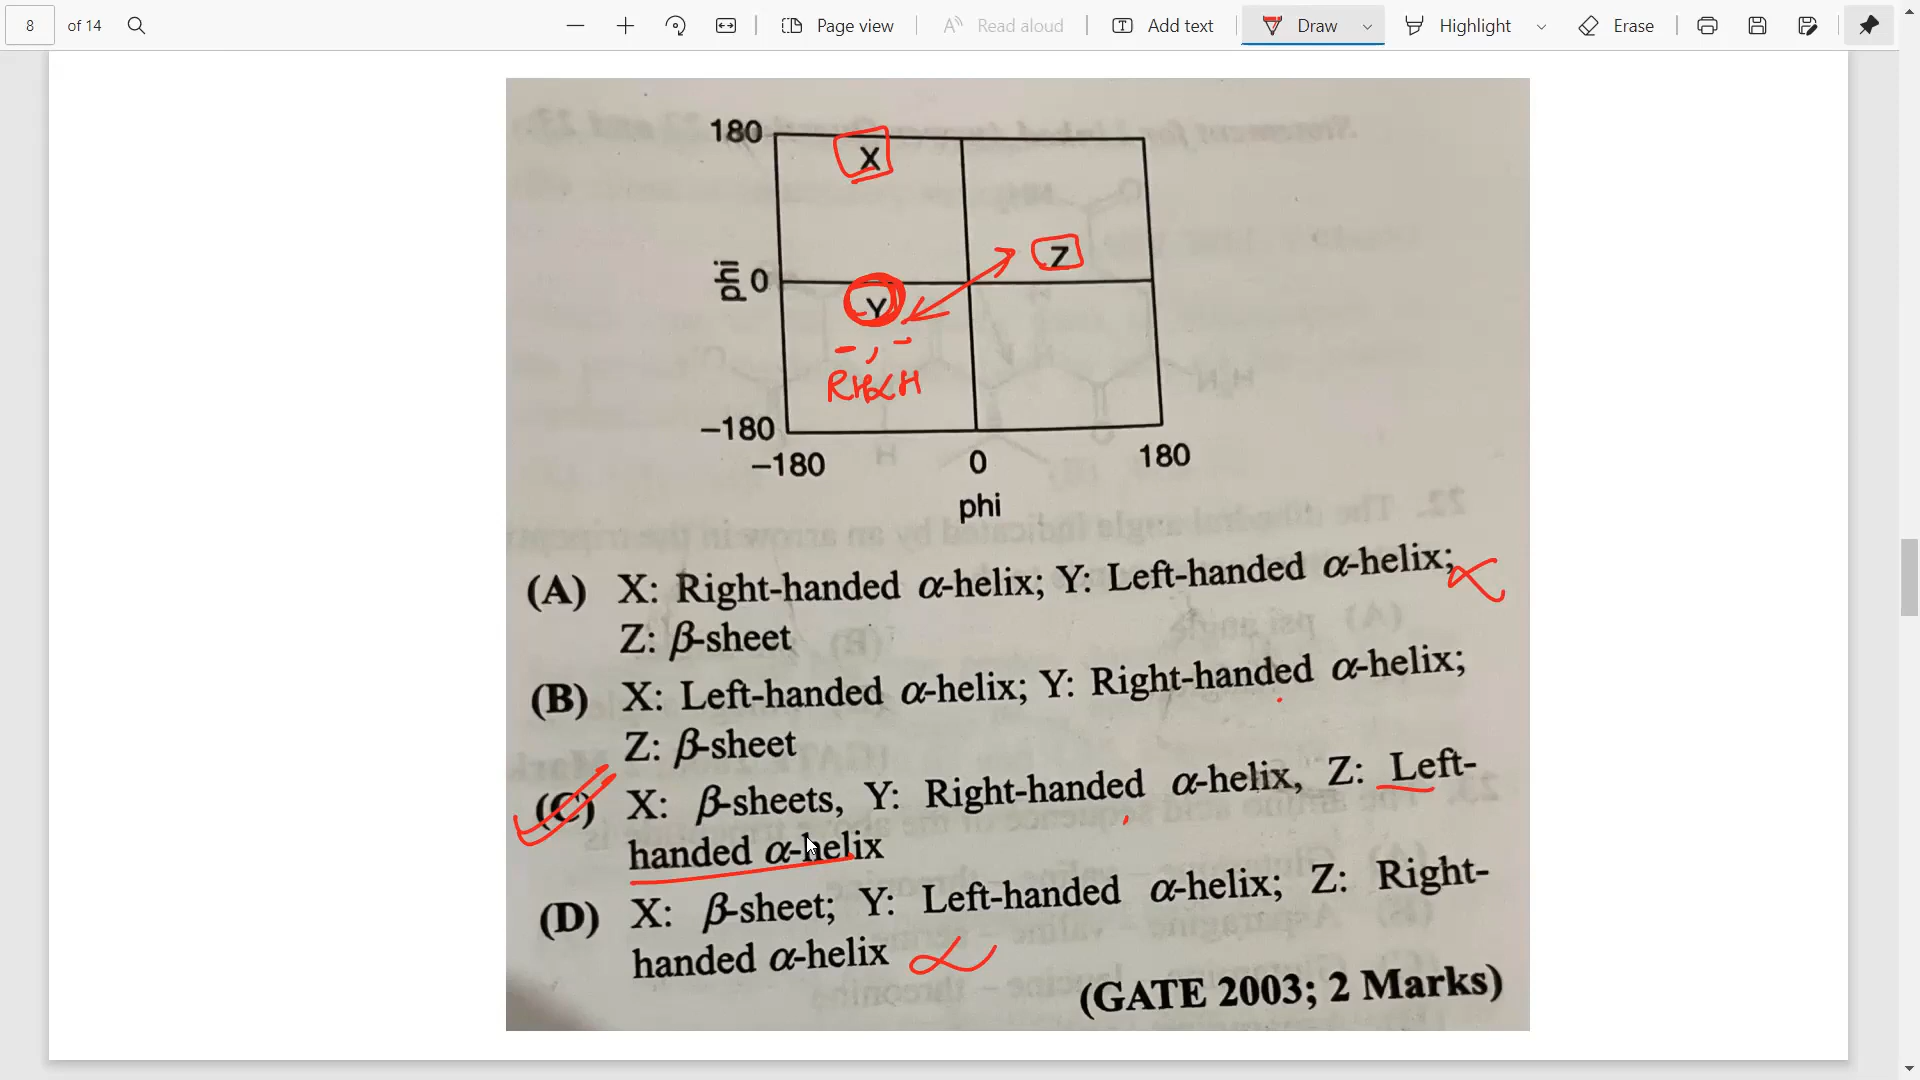 8 of 14 Page view Read aloud Add text Draw Highlight Erase
180
X
Z
phi
0
Y
- , -
RHαH
-180
-180 0 180
phi
(A) X: Right-handed α-helix; Y: Left-handed α-helix;
Z: β-sheet
(B) X: Left-handed α-helix; Y: Right-handed α-helix;
Z: β-sheet
(C) X: β-sheets, Y: Right-handed α-helix, Z: Left-
handed α-helix
(D) X: β-sheet; Y: Left-handed α-helix; Z: Right-
handed α-helix
(GATE 2003; 2 Marks)